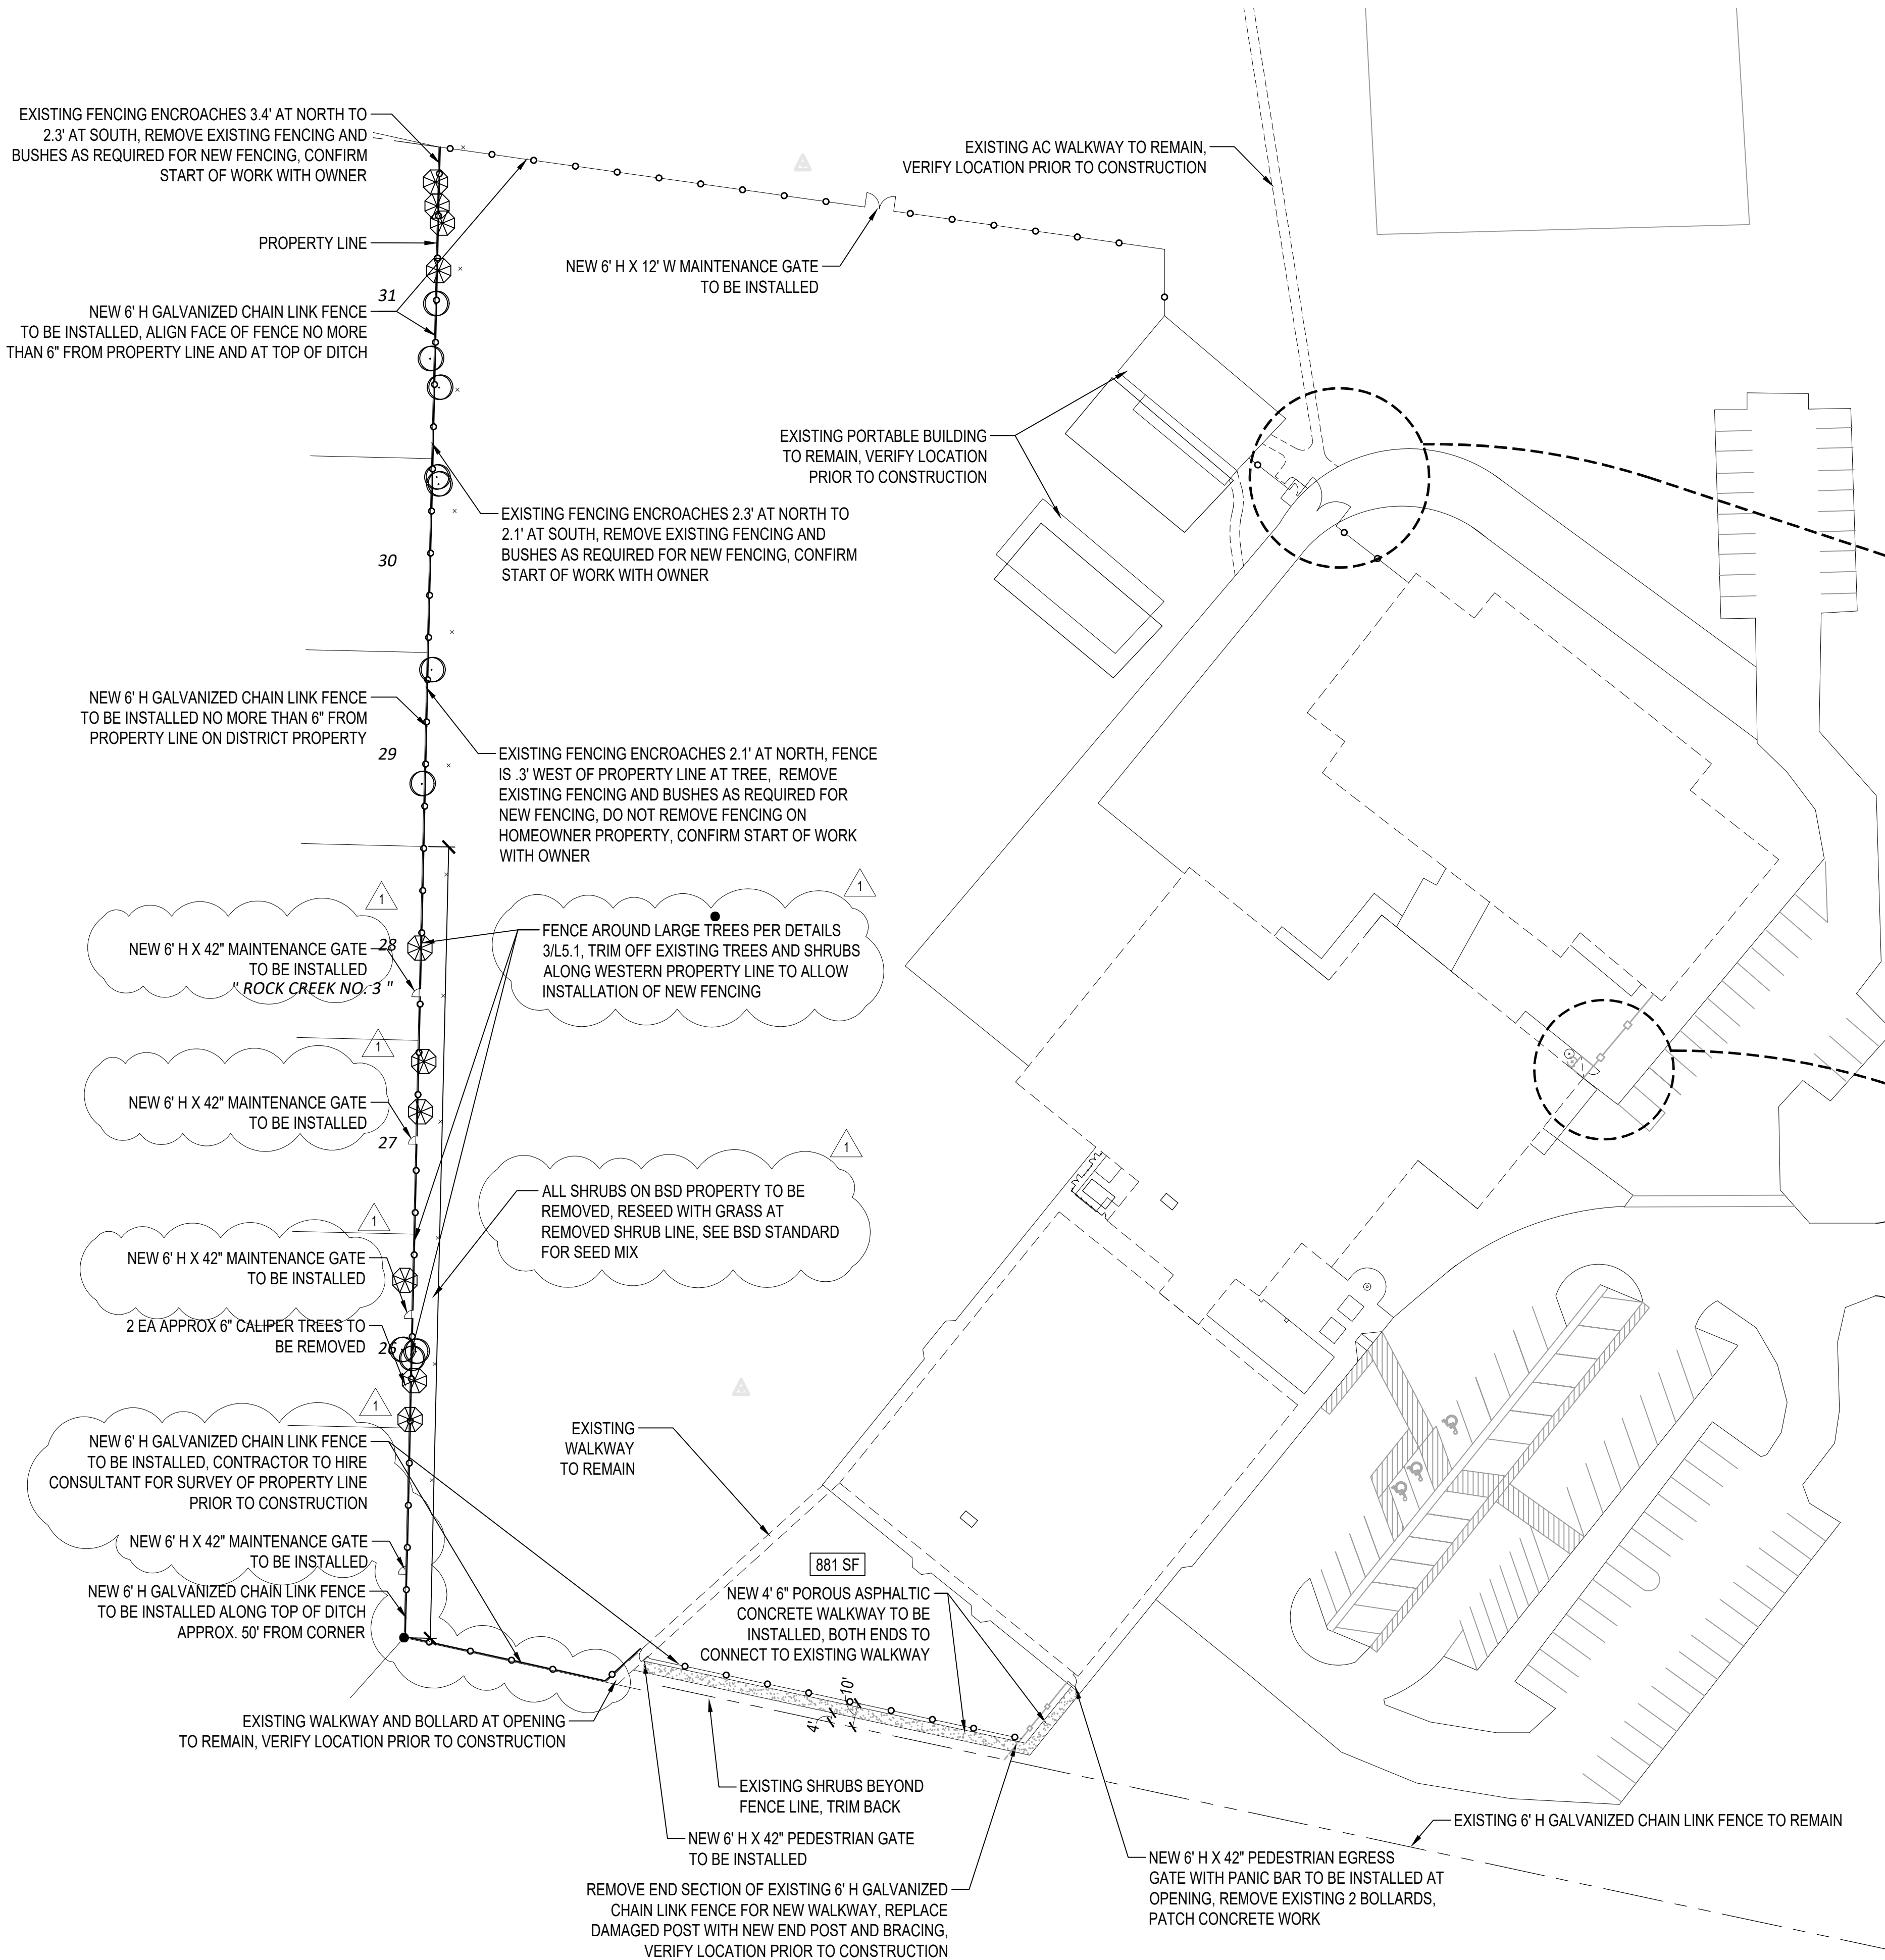 EXISTING FENCING ENCROACHES 3.4' AT NORTH TO
2.3' AT SOUTH, REMOVE EXISTING FENCING AND
BUSHES AS REQUIRED FOR NEW FENCING, CONFIRM
START OF WORK WITH OWNER
EXISTING AC WALKWAY TO REMAIN,
VERIFY LOCATION PRIOR TO CONSTRUCTION
PROPERTY LINE
NEW 6' H X 12' W MAINTENANCE GATE
TO BE INSTALLED
31
NEW 6' H GALVANIZED CHAIN LINK FENCE
TO BE INSTALLED, ALIGN FACE OF FENCE NO MORE
THAN 6" FROM PROPERTY LINE AND AT TOP OF DITCH
EXISTING PORTABLE BUILDING
TO REMAIN, VERIFY LOCATION
PRIOR TO CONSTRUCTION
EXISTING FENCING ENCROACHES 2.3' AT NORTH TO
2.1' AT SOUTH, REMOVE EXISTING FENCING AND
BUSHES AS REQUIRED FOR NEW FENCING, CONFIRM
START OF WORK WITH OWNER
30
NEW 6' H GALVANIZED CHAIN LINK FENCE
TO BE INSTALLED NO MORE THAN 6" FROM
PROPERTY LINE ON DISTRICT PROPERTY
29
EXISTING FENCING ENCROACHES 2.1' AT NORTH, FENCE
IS .3' WEST OF PROPERTY LINE AT TREE, REMOVE
EXISTING FENCING AND BUSHES AS REQUIRED FOR
NEW FENCING, DO NOT REMOVE FENCING ON
HOMEOWNER PROPERTY, CONFIRM START OF WORK
WITH OWNER
1
1
FENCE AROUND LARGE TREES PER DETAILS
3/L5.1, TRIM OFF EXISTING TREES AND SHRUBS
ALONG WESTERN PROPERTY LINE TO ALLOW
INSTALLATION OF NEW FENCING
28
NEW 6' H X 42" MAINTENANCE GATE
TO BE INSTALLED
" ROCK CREEK NO. 3 "
1
NEW 6' H X 42" MAINTENANCE GATE
TO BE INSTALLED
27
1
ALL SHRUBS ON BSD PROPERTY TO BE
REMOVED, RESEED WITH GRASS AT
REMOVED SHRUB LINE, SEE BSD STANDARD
FOR SEED MIX
1
NEW 6' H X 42" MAINTENANCE GATE
TO BE INSTALLED
2 EA APPROX 6" CALIPER TREES TO
BE REMOVED
26
1
NEW 6' H GALVANIZED CHAIN LINK FENCE
TO BE INSTALLED, CONTRACTOR TO HIRE
CONSULTANT FOR SURVEY OF PROPERTY LINE
PRIOR TO CONSTRUCTION
EXISTING
WALKWAY
TO REMAIN
NEW 6' H X 42" MAINTENANCE GATE
TO BE INSTALLED
NEW 6' H GALVANIZED CHAIN LINK FENCE
TO BE INSTALLED ALONG TOP OF DITCH
APPROX. 50' FROM CORNER
881 SF
NEW 4' 6" POROUS ASPHALTIC
CONCRETE WALKWAY TO BE
INSTALLED, BOTH ENDS TO
CONNECT TO EXISTING WALKWAY
10'
4'
EXISTING WALKWAY AND BOLLARD AT OPENING
TO REMAIN, VERIFY LOCATION PRIOR TO CONSTRUCTION
EXISTING SHRUBS BEYOND
FENCE LINE, TRIM BACK
EXISTING 6' H GALVANIZED CHAIN LINK FENCE TO REMAIN
NEW 6' H X 42" PEDESTRIAN GATE
TO BE INSTALLED
NEW 6' H X 42" PEDESTRIAN EGRESS
GATE WITH PANIC BAR TO BE INSTALLED AT
OPENING, REMOVE EXISTING 2 BOLLARDS,
PATCH CONCRETE WORK
REMOVE END SECTION OF EXISTING 6' H GALVANIZED
CHAIN LINK FENCE FOR NEW WALKWAY, REPLACE
DAMAGED POST WITH NEW END POST AND BRACING,
VERIFY LOCATION PRIOR TO CONSTRUCTION